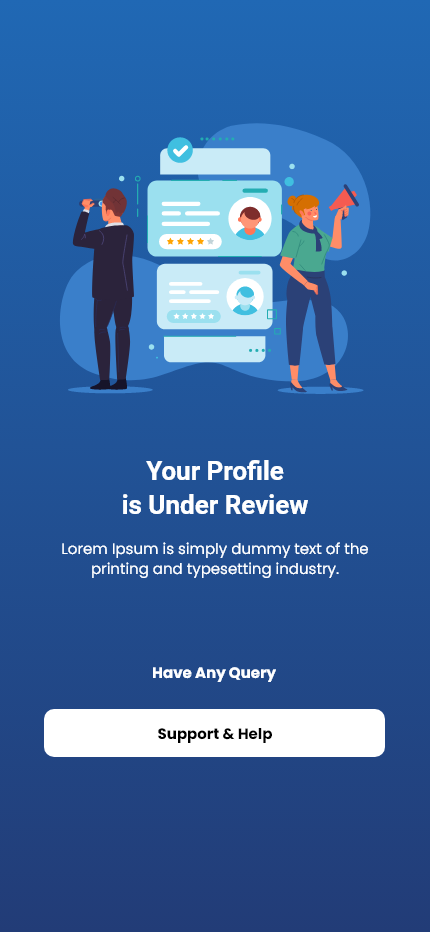 Your Profile
is Under Review
Lorem Ipsum is simply dummy text of the
printing and typesetting industry.
Have Any Query
Support & Help